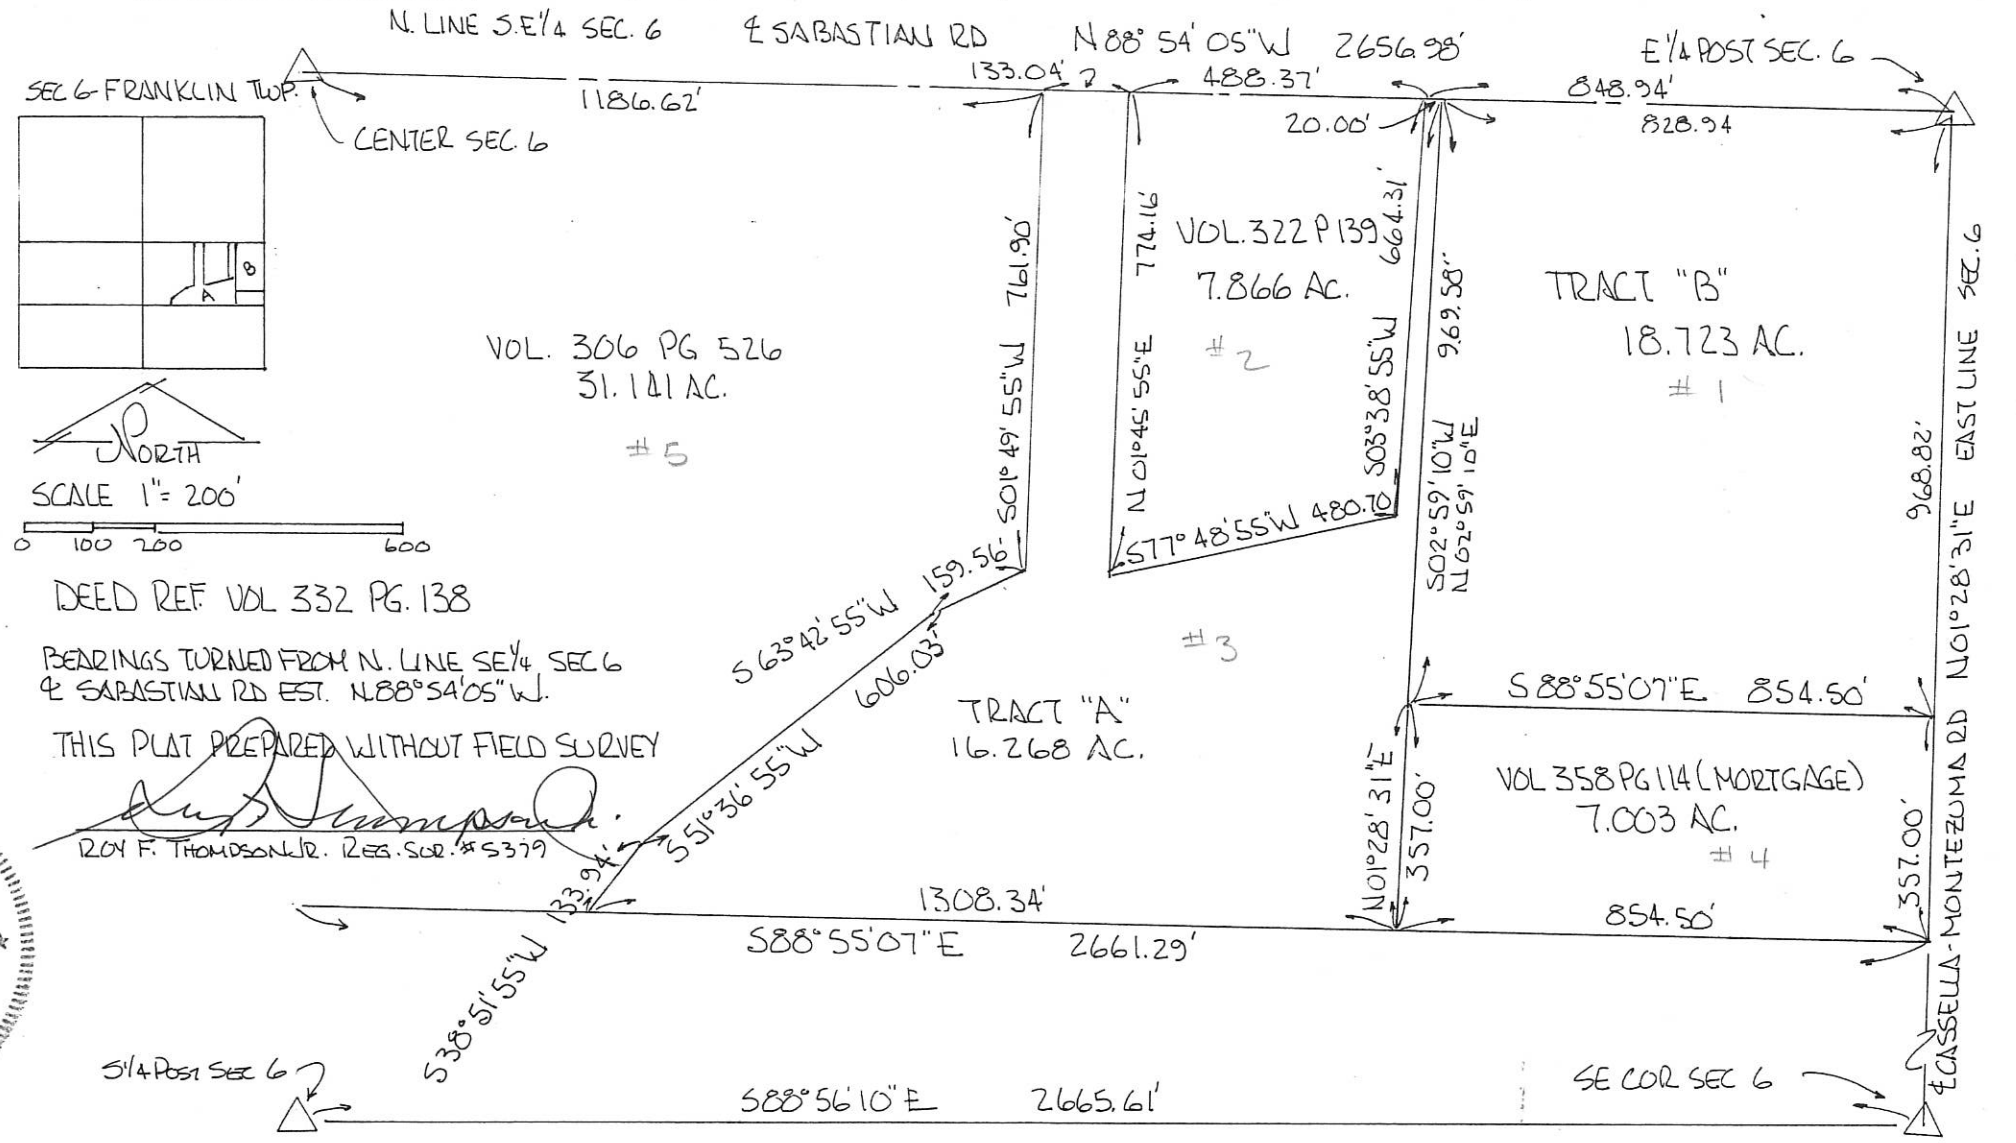 N. LINE S.E 1/4 SEC. 6 ℄ SABASTIAN RD N 88° 54' 05" W 2656.98'
E 1/4 POST SEC. 6
133.04' 488.37' 848.94'
1186.62' 20.00' 828.94
SEC 6 - FRANKLIN TWP.
CENTER SEC. 6
B
A
NORTH
SCALE 1" = 200'
0 100 200 600
DEED REF. VOL 332 PG. 138
BEARINGS TURNED FROM N. LINE SE 1/4 SEC 6
℄ SABASTIAN RD EST. N.88° 54' 05" W.
THIS PLAT PREPARED WITHOUT FIELD SURVEY
ROY F. THOMPSON JR. REG. SUR. #5379
VOL. 306 PG 526
31.141 AC.
#5
S01° 49' 55" W 761.90'
N 01° 45' 55" E 774.16'
VOL. 322 P 139
7.866 AC.
#2
S03° 38' 55" W 664.31'
S77° 48' 55" W 480.70
969.58'
S02° 59' 10" W
N 02° 59' 10" E
TRACT "B"
18.723 AC.
#1
968.82'
EAST LINE SEC. 6
N01° 28' 31" E
℄ CASSELLA - MONTEZUMA RD
S 63° 42' 55" W 159.56'
606.03'
S 51° 36' 55" W
133.94'
S 38° 51' 55" W
#3
TRACT "A"
16.268 AC.
S 88° 55' 07" E 854.50'
VOL 358 PG 114 (MORTGAGE)
7.003 AC.
#4
N01° 28' 31" E
357.00'
357.00'
1308.34' 854.50'
S88° 55' 07" E 2661.29'
S 1/4 POST SEC 6
S88° 56' 10" E 2665.61'
SE COR SEC 6